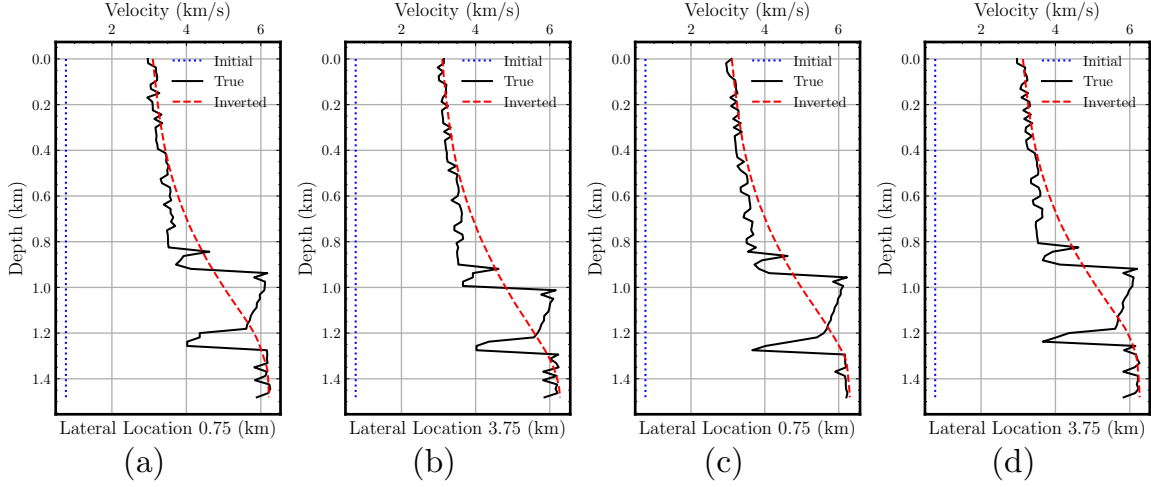 Velocity (km/s)
2 4 6
0.0
0.2
0.4
0.6
0.8
1.0
1.2
1.4
Depth (km)
Initial
True
Inverted
Lateral Location 0.75 (km)
(a)
Velocity (km/s)
2 4 6
0.0
0.2
0.4
0.6
0.8
1.0
1.2
1.4
Depth (km)
Initial
True
Inverted
Lateral Location 3.75 (km)
(b)
Velocity (km/s)
2 4 6
0.0
0.2
0.4
0.6
0.8
1.0
1.2
1.4
Depth (km)
Initial
True
Inverted
Lateral Location 0.75 (km)
(c)
Velocity (km/s)
2 4 6
0.0
0.2
0.4
0.6
0.8
1.0
1.2
1.4
Depth (km)
Initial
True
Inverted
Lateral Location 3.75 (km)
(d)